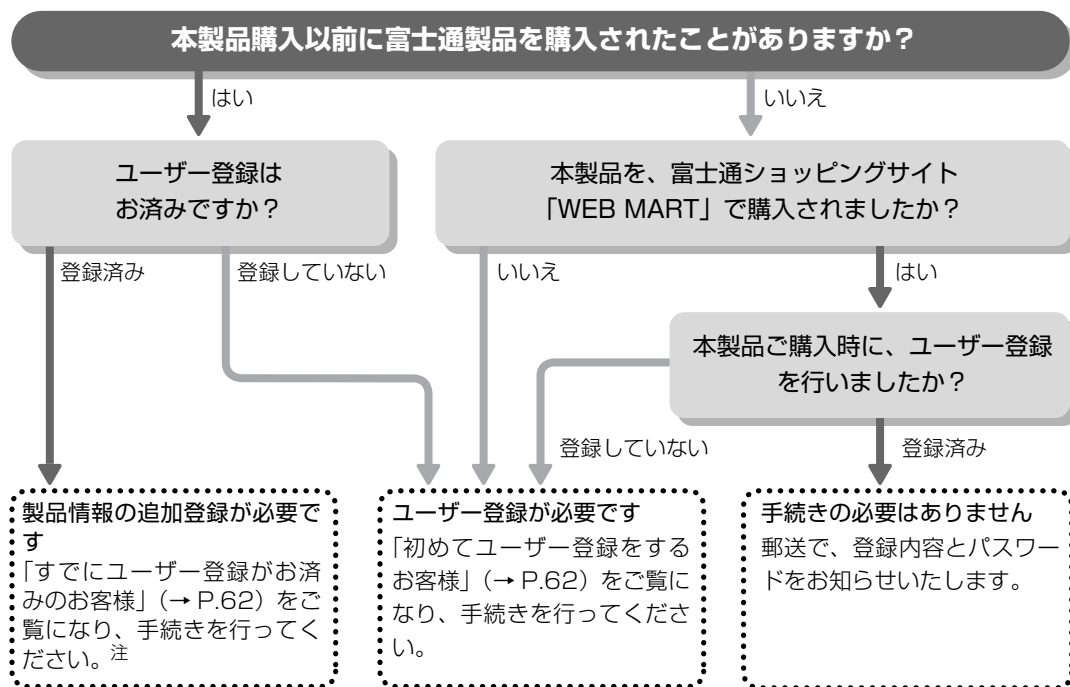 本製品購入以前に富士通製品を購入されたことがありますか？
はい
いいえ
ユーザー登録は
お済みですか？
本製品を、富士通ショッピングサイト
「WEB MART」で購入されましたか？
登録済み
登録していない
いいえ
はい
本製品ご購入時に、ユーザー登録
を行いましたか？
登録していない
登録済み
製品情報の追加登録が必要で
す
「すでにユーザー登録がお済
みのお客様」（→ P.62）をご
覧になり、手続きを行ってく
ださい。注
ユーザー登録が必要です
「初めてユーザー登録をする
お客様」（→ P.62）をご覧に
なり、手続きを行ってくださ
い。
手続きの必要はありません
郵送で、登録内容とパスワー
ドをお知らせいたします。